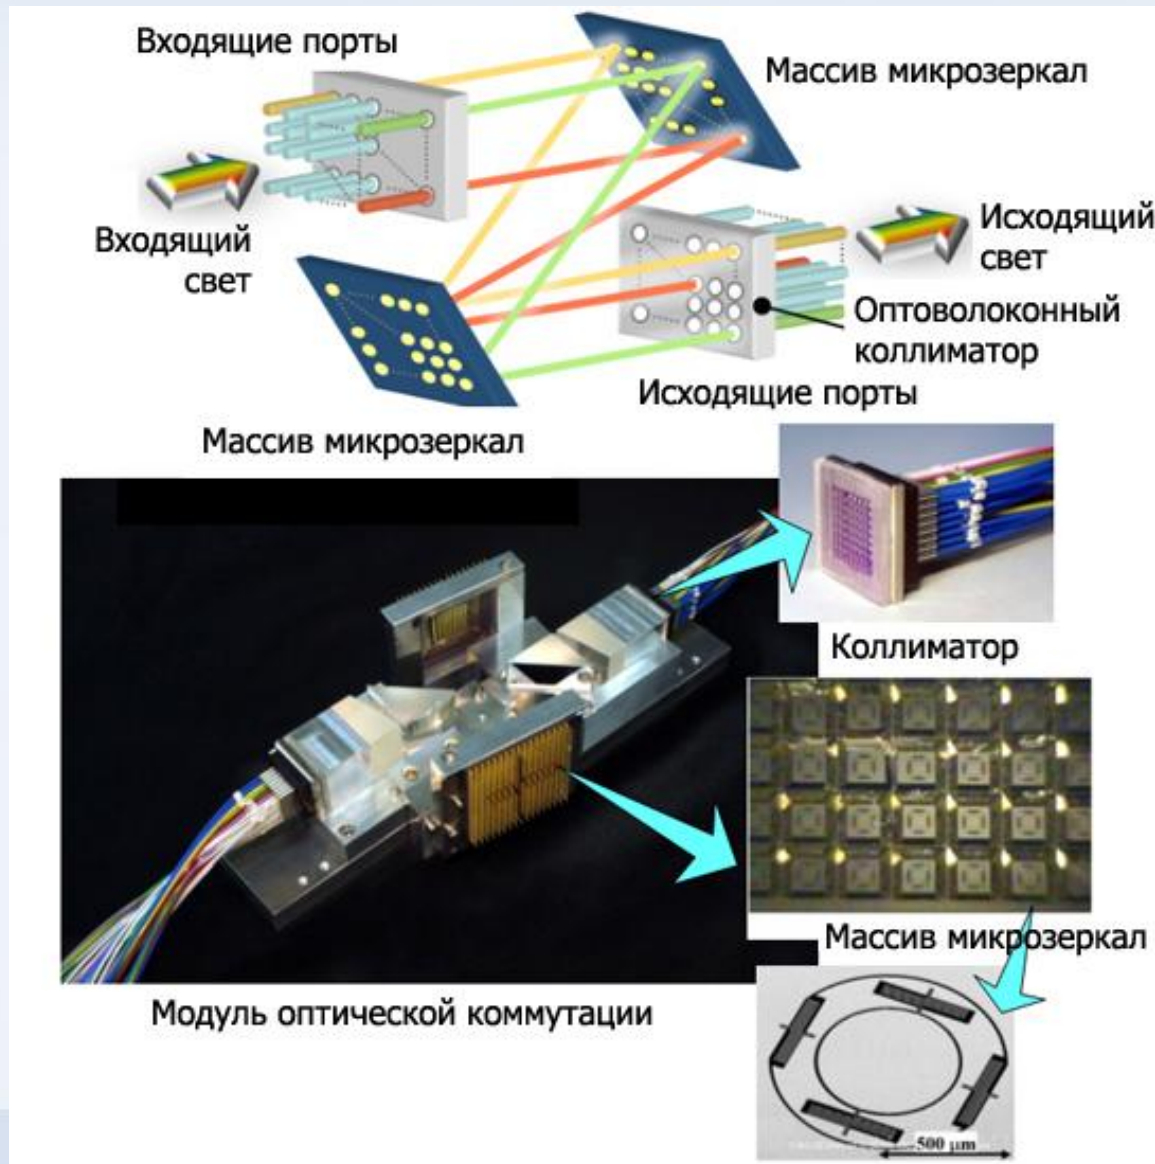 Входящие порты
Массив микрозеркал
Входящий
свет
Исходящий
свет
Оптоволоконный
коллиматор
Исходящие порты
Массив микрозеркал
Коллиматор
Массив микрозеркал
Модуль оптической коммутации
500 μm